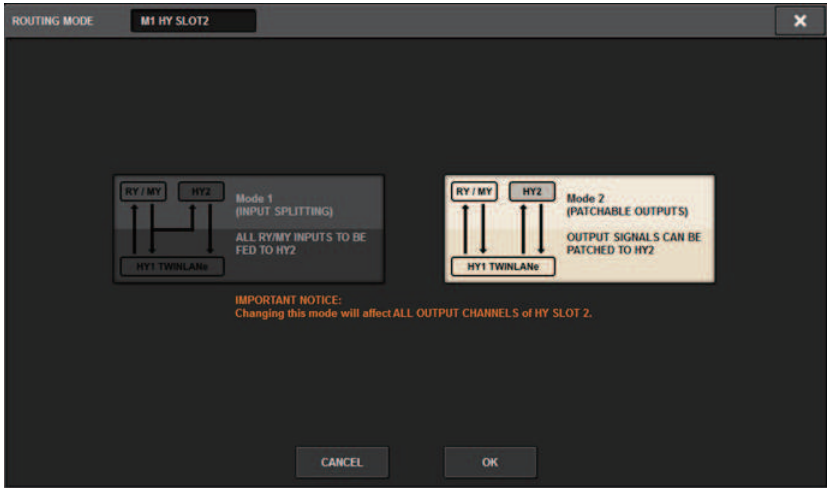 ROUTING MODE
M1 HY SLOT2
RY / MY
HY2
HY1 TWINLANe
Mode 1
(INPUT SPLITTING)
ALL RY/MY INPUTS TO BE
FED TO HY2
RY / MY
HY2
HY1 TWINLANe
Mode 2
(PATCHABLE OUTPUTS)
OUTPUT SIGNALS CAN BE
PATCHED TO HY2
IMPORTANT NOTICE:
Changing this mode will affect ALL OUTPUT CHANNELS of HY SLOT 2.
CANCEL
OK